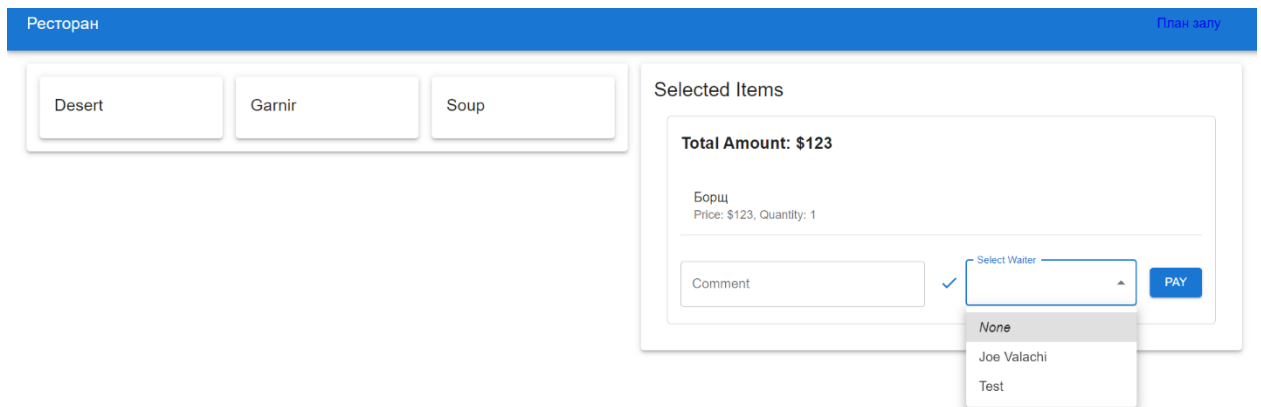 Ресторан
План залу
Desert
Garnir
Soup
Selected Items
Total Amount: $123
Борщ
Price: $123, Quantity: 1
Comment
Select Waiter
PAY
None
Joe Valachi
Test